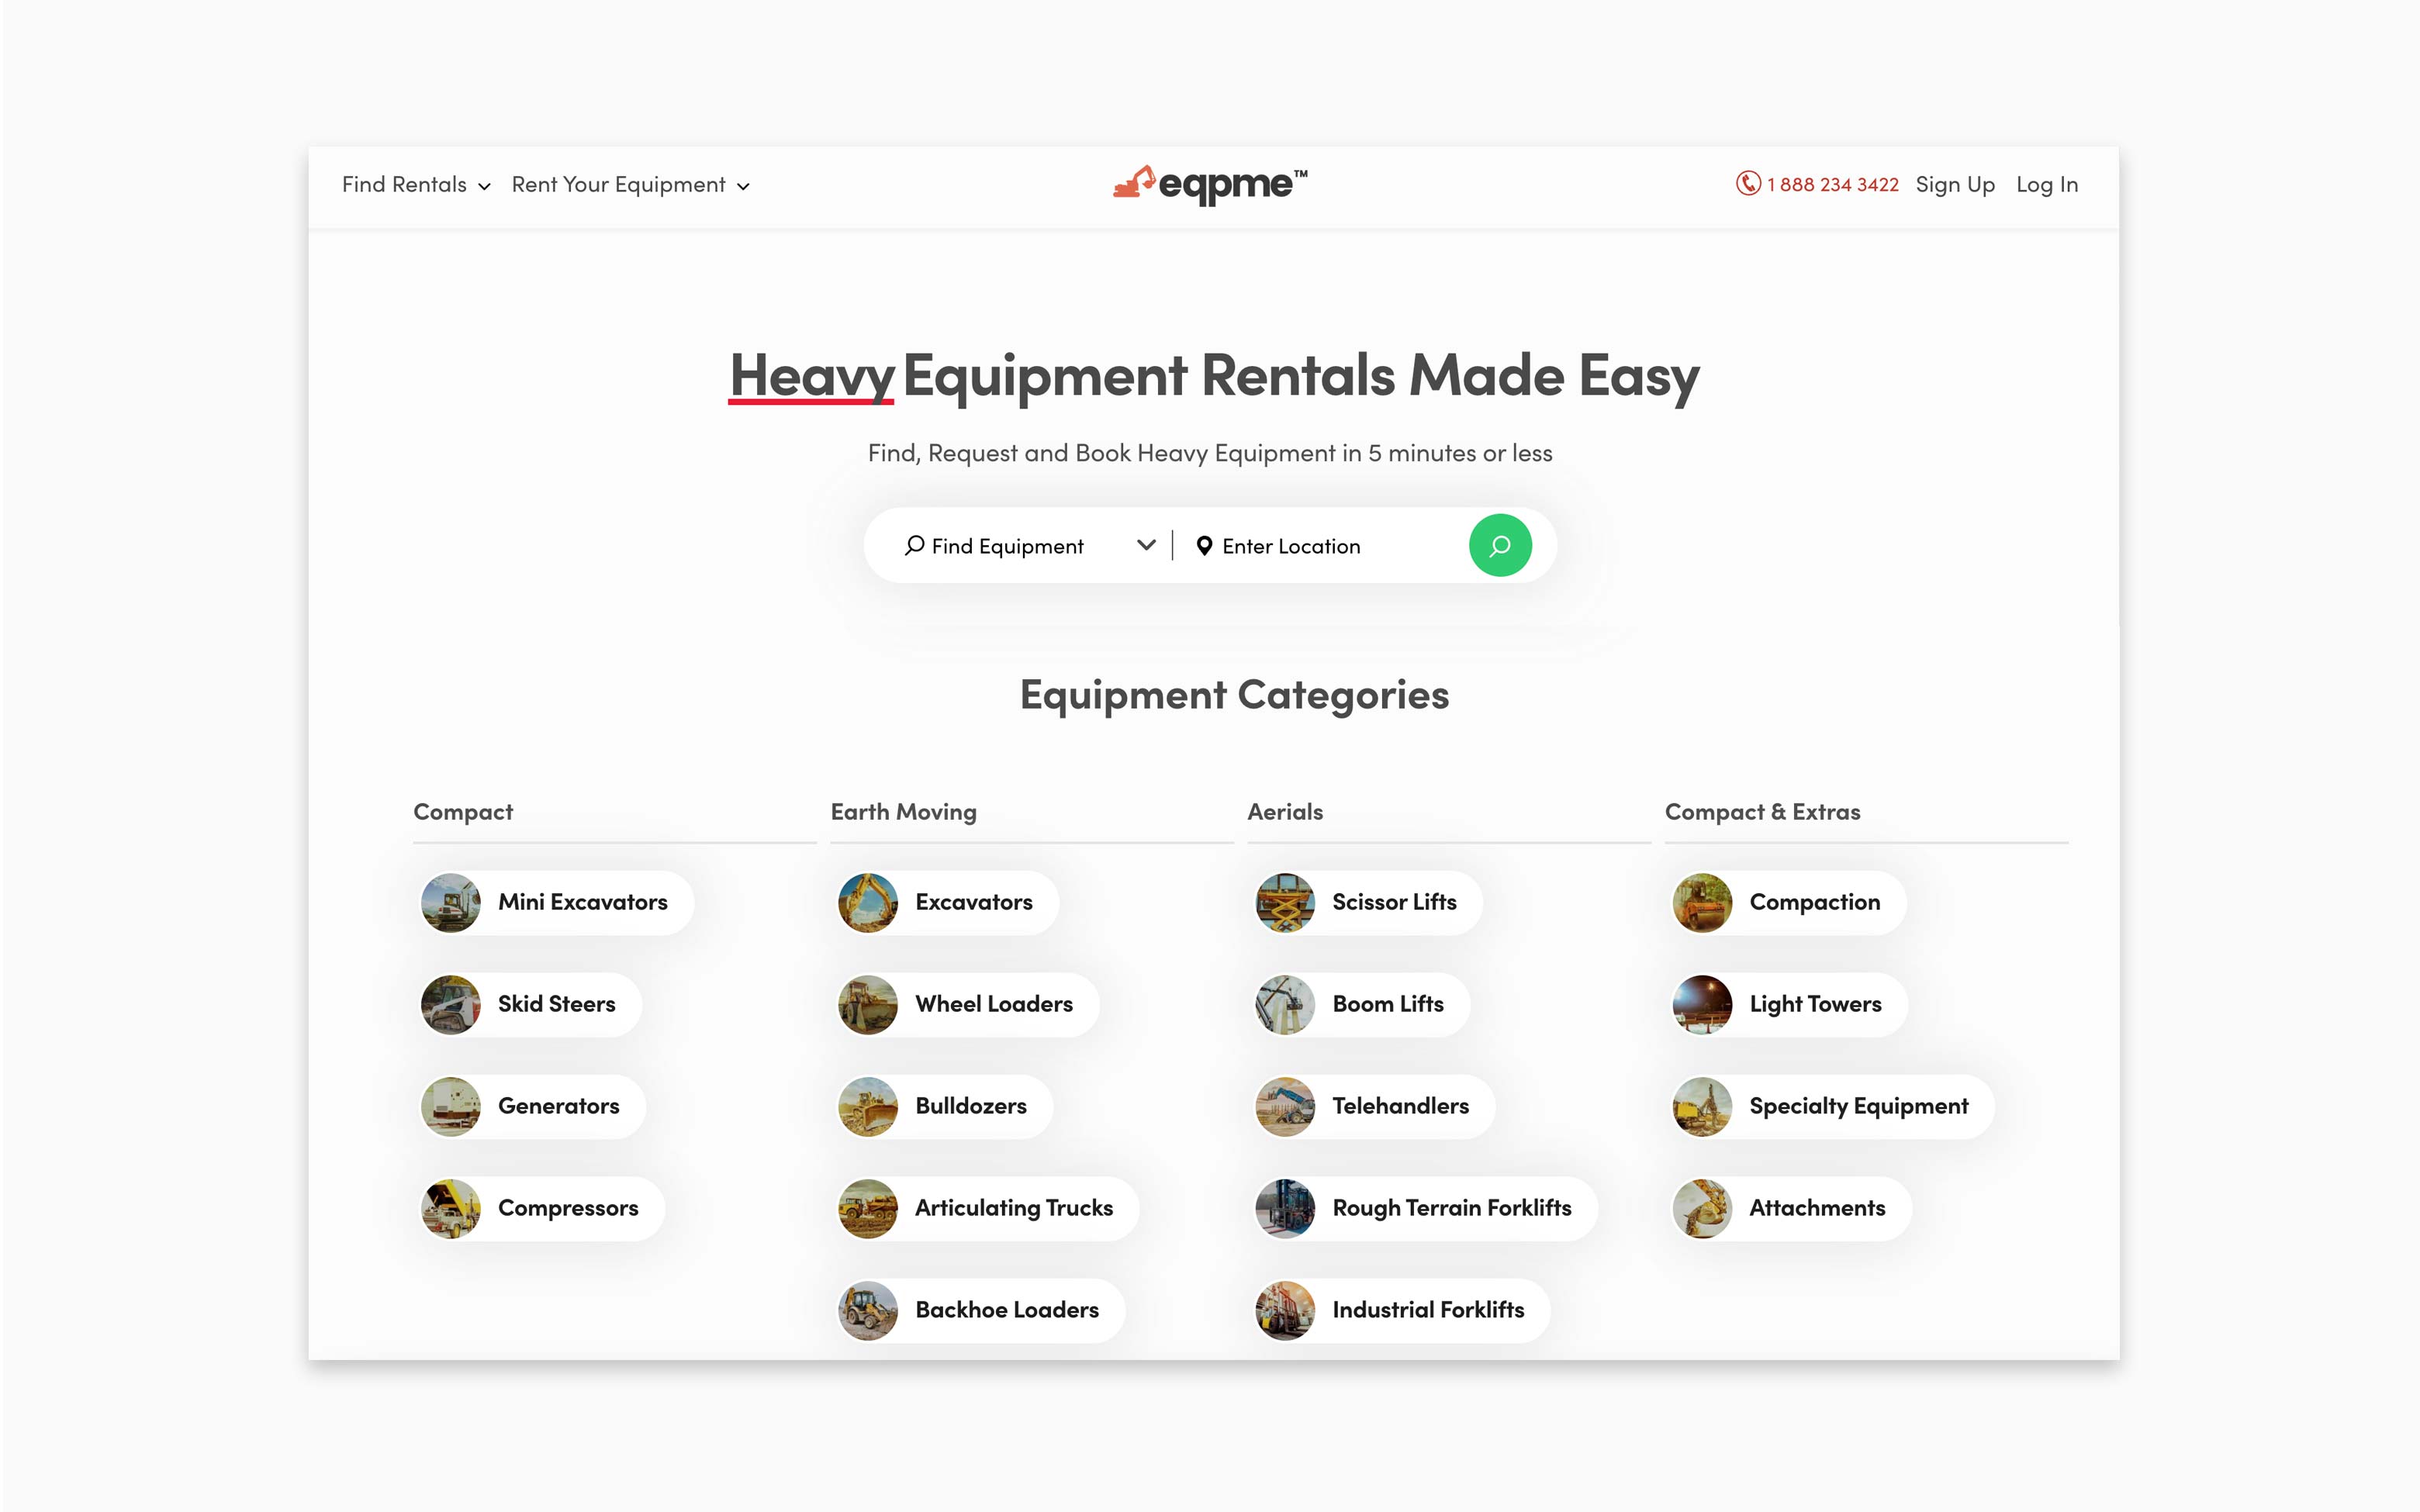 Find Rentals
Rent Your Equipment
eqpme™
1 888 234 3422
Sign Up
Log In
Heavy Equipment Rentals Made Easy
Find, Request and Book Heavy Equipment in 5 minutes or less
Find Equipment
Enter Location
Equipment Categories
Compact
Mini Excavators
Skid Steers
Generators
Compressors
Earth Moving
Excavators
Wheel Loaders
Bulldozers
Articulating Trucks
Backhoe Loaders
Aerials
Scissor Lifts
Boom Lifts
Telehandlers
Rough Terrain Forklifts
Industrial Forklifts
Compact & Extras
Compaction
Light Towers
Specialty Equipment
Attachments